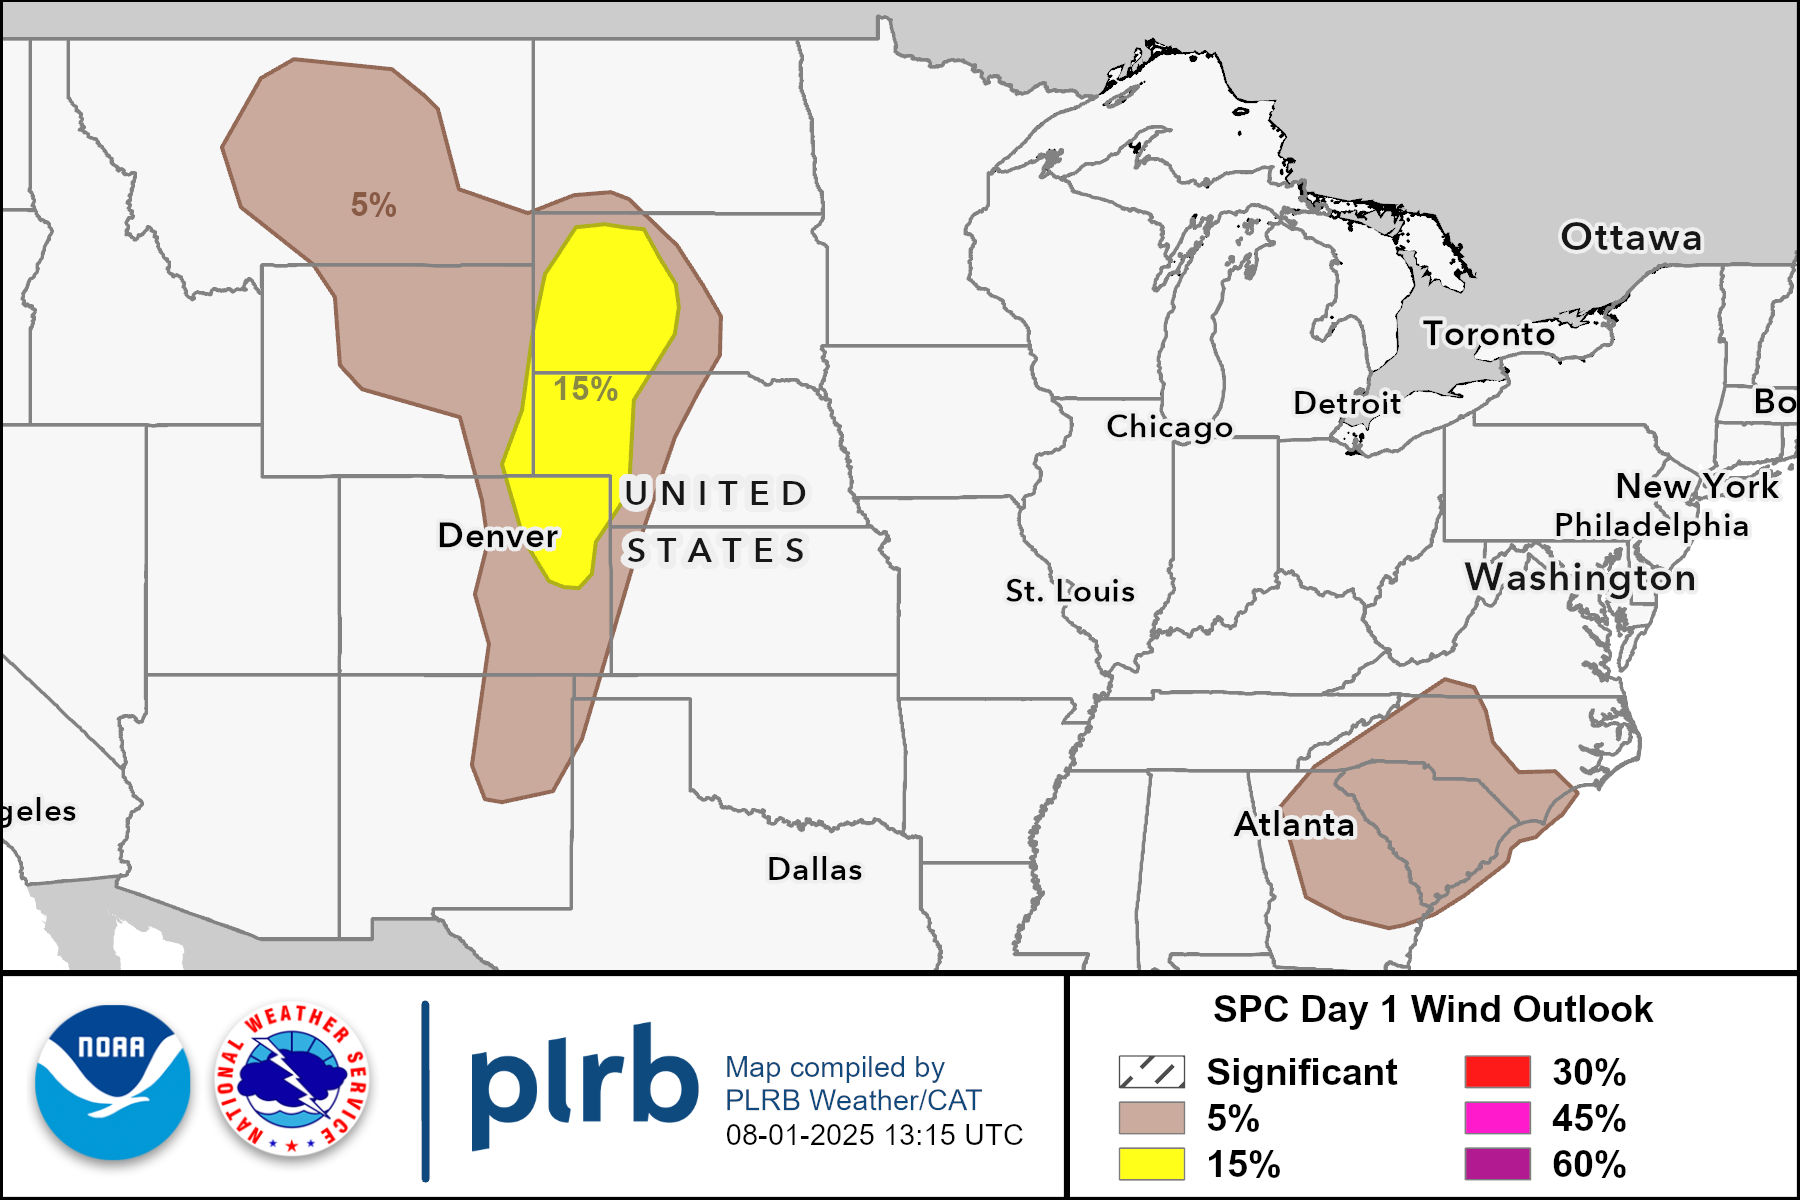 5%
Ottawa
Toronto
15%
Detroit
Bo
Chicago
UNITED
New York
Denver
Philadelphia
STATES
Washington
St. Louis
geles
Atlanta
Dallas
NOAA
NATIONAL WEATHER SERVICE
plrb
Map compiled by
PLRB Weather/CAT
08-01-2025 13:15 UTC
SPC Day 1 Wind Outlook
Significant
5%
15%
30%
45%
60%